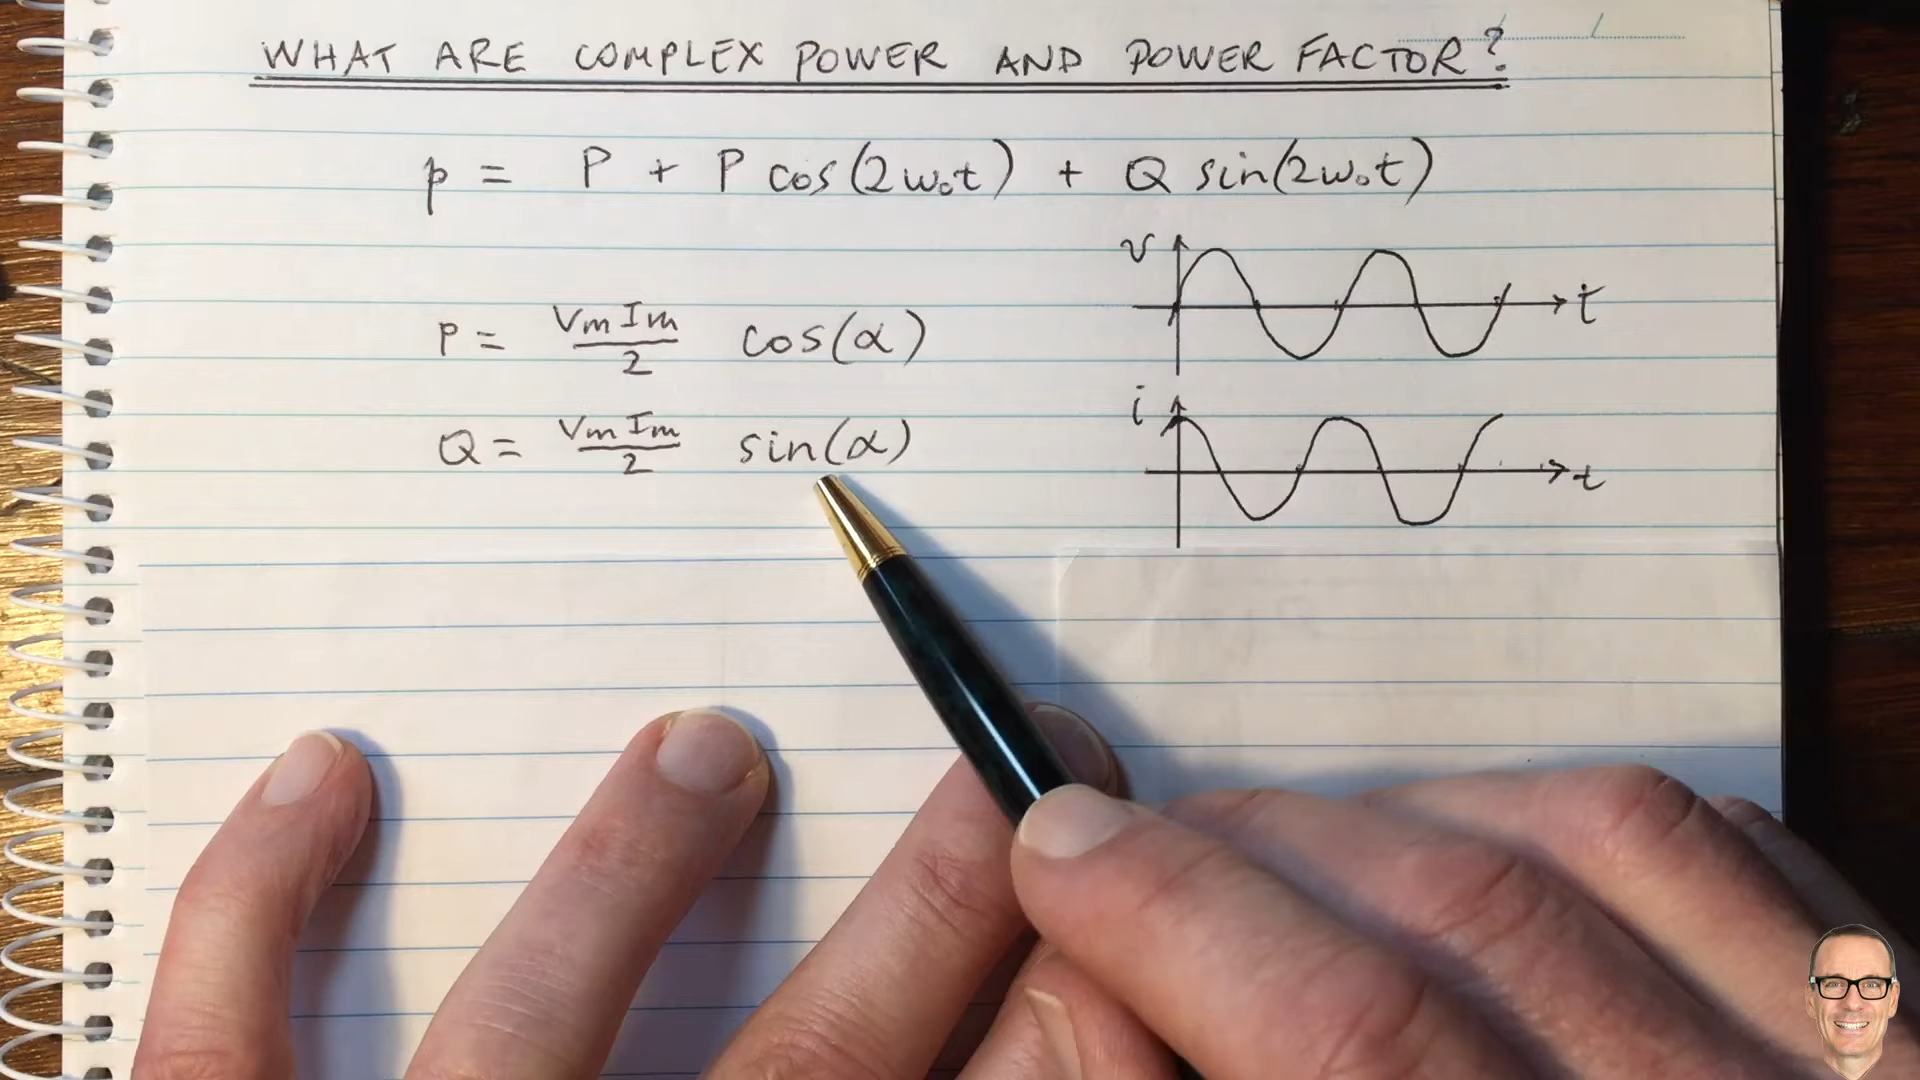 WHAT ARE COMPLEX POWER AND POWER FACTOR?
p = P + P cos(2ω₀t) + Q sin(2ω₀t)
v
t
P = VmIm/2 cos(α)
i
Q = VmIm/2 sin(α)
t